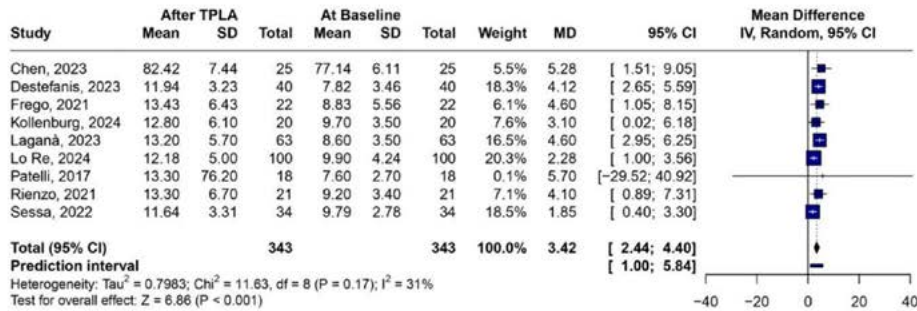 After TPLA At Baseline Mean Difference
Study Mean SD Total Mean SD Total Weight MD 95% CI IV, Random, 95% CI
Chen, 2023 82.42 7.44 25 77.14 6.11 25 5.5% 5.28 [ 1.51; 9.05]
Destefanis, 2023 11.94 3.23 40 7.82 3.46 40 18.3% 4.12 [ 2.65; 5.59]
Frego, 2021 13.43 6.43 22 8.83 5.56 22 6.1% 4.60 [ 1.05; 8.15]
Kollenburg, 2024 12.80 6.10 20 9.70 3.50 20 7.6% 3.10 [ 0.02; 6.18]
Laganà, 2023 13.20 5.70 63 8.60 3.50 63 16.5% 4.60 [ 2.95; 6.25]
Lo Re, 2024 12.18 5.00 100 9.90 4.24 100 20.3% 2.28 [ 1.00; 3.56]
Patelli, 2017 13.30 76.20 18 7.60 2.70 18 0.1% 5.70 [−29.52; 40.92]
Rienzo, 2021 13.30 6.70 21 9.20 3.40 21 7.1% 4.10 [ 0.89; 7.31]
Sessa, 2022 11.64 3.31 34 9.79 2.78 34 18.5% 1.85 [ 0.40; 3.30]
Total (95% CI) 343 343 100.0% 3.42 [ 2.44; 4.40]
Prediction interval [ 1.00; 5.84]
Heterogeneity: Tau² = 0.7983; Chi² = 11.63, df = 8 (P = 0.17); I² = 31%
Test for overall effect: Z = 6.86 (P < 0.001)
−40 −20 0 20 40